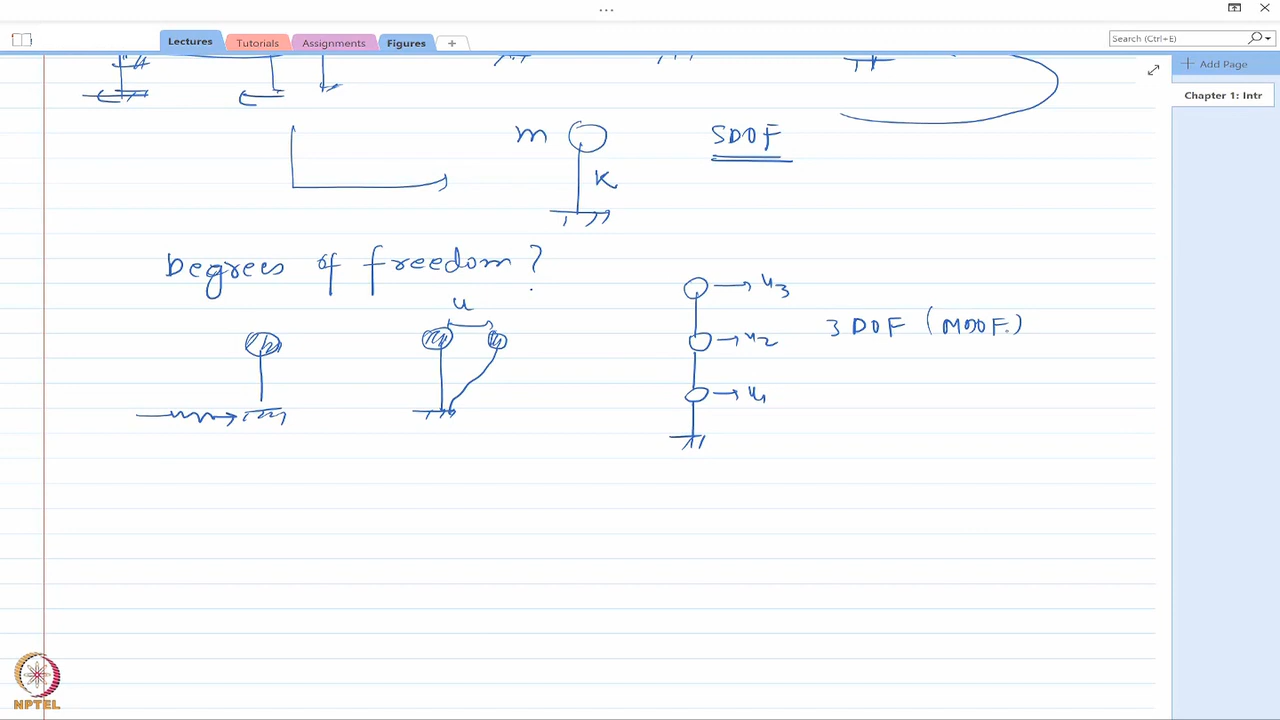 Lectures
Tutorials
Assignments
Figures
Search (Ctrl+E)
Add Page
Chapter 1: Intr
m
K
SDOF
Degrees of freedom ?
u
u3
u2
u1
3 DOF (MDOF)
NPTEL